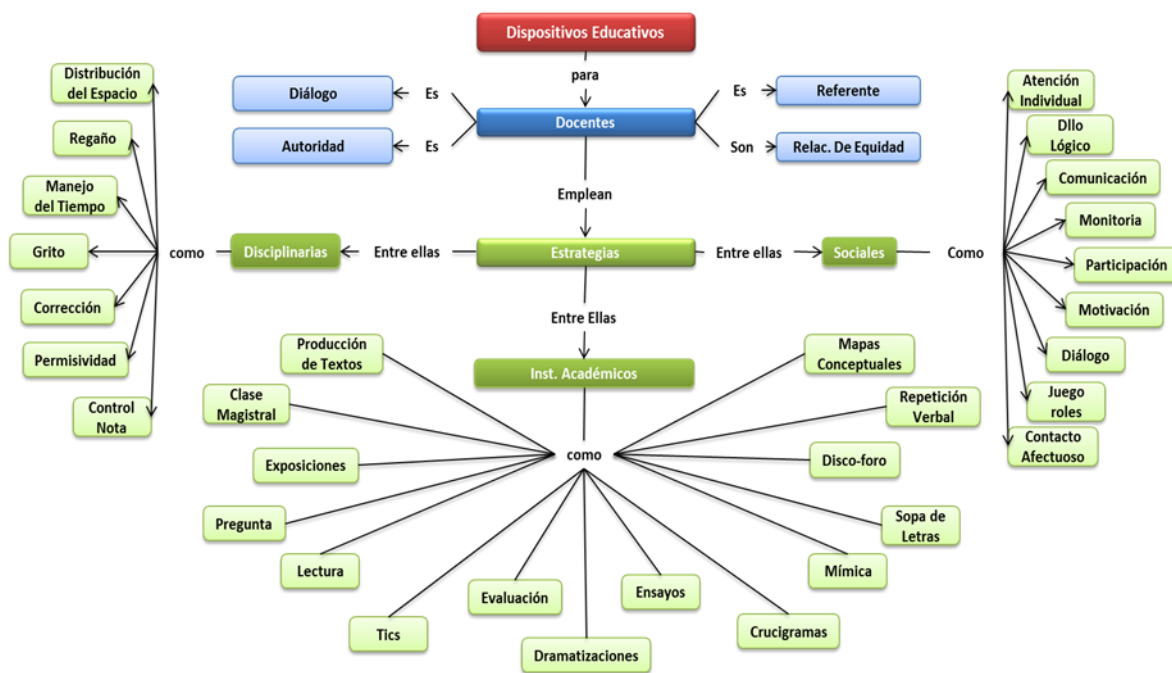 Dispositivos Educativos
para
Diálogo
Es
Es
Referente
Docentes
Autoridad
Es
Son
Relac. De Equidad
Emplean
Estrategias
Entre ellas
Disciplinarias
como
Distribución
del Espacio
Regaño
Manejo
del Tiempo
Grito
Corrección
Permisividad
Control
Nota
Entre ellas
Sociales
Como
Atención
Individual
Dllo
Lógico
Comunicación
Monitoria
Participación
Motivación
Diálogo
Juego
roles
Contacto
Afectuoso
Entre Ellas
Inst. Académicos
como
Producción
de Textos
Clase
Magistral
Exposiciones
Pregunta
Lectura
Tics
Evaluación
Dramatizaciones
Ensayos
Crucigramas
Mímica
Sopa de
Letras
Disco-foro
Repetición
Verbal
Mapas
Conceptuales